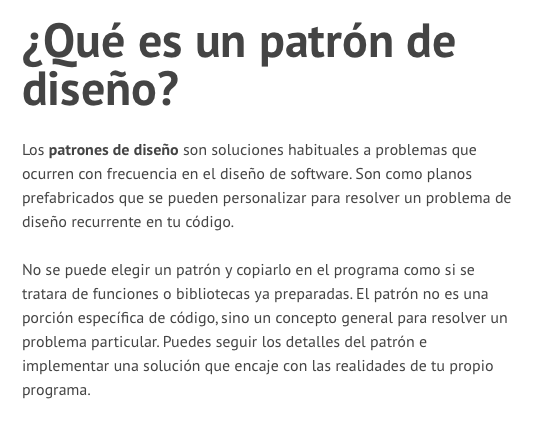 ¿Qué es un patrón de
diseño?
Los patrones de diseño son soluciones habituales a problemas que
ocurren con frecuencia en el diseño de software. Son como planos
prefabricados que se pueden personalizar para resolver un problema de
diseño recurrente en tu código.
No se puede elegir un patrón y copiarlo en el programa como si se
tratara de funciones o bibliotecas ya preparadas. El patrón no es una
porción específica de código, sino un concepto general para resolver un
problema particular. Puedes seguir los detalles del patrón e
implementar una solución que encaje con las realidades de tu propio
programa.